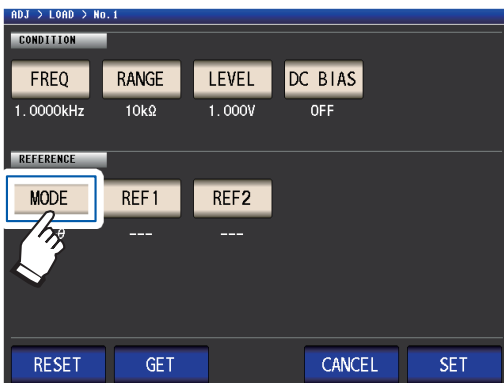 ADJ > LOAD > No.1
CONDITION
FREQ RANGE LEVEL DC BIAS
1.0000kHz 10kΩ 1.000V OFF
REFERENCE
MODE REF1 REF2
θ --- ---
RESET GET CANCEL SET